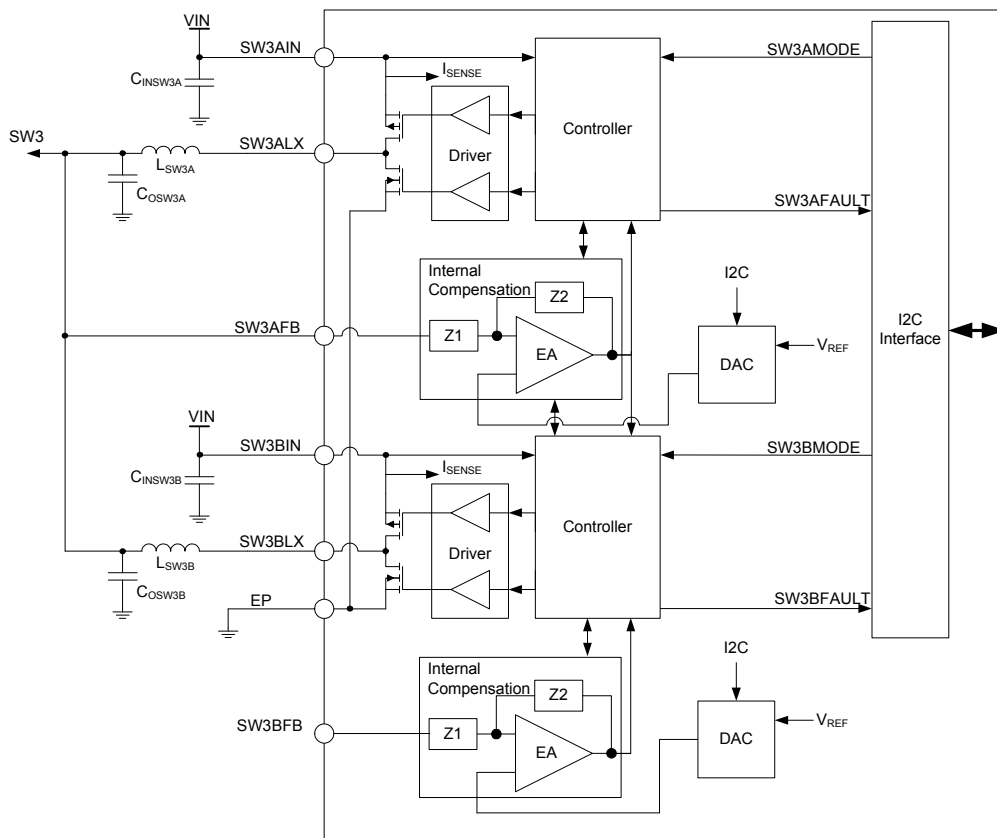 VIN
SW3AIN
CINSW3A
ISENSE
SW3AMODE
Controller
SW3
SW3ALX
LSW3A
COSW3A
Driver
SW3AFAULT
Internal
Compensation
Z2
I2C
SW3AFB
Z1
EA
DAC
VREF
I2C
Interface
VIN
SW3BIN
CINSW3B
ISENSE
SW3BMODE
Controller
SW3BLX
LSW3B
COSW3B
Driver
EP
SW3BFAULT
Internal
Compensation
Z2
I2C
SW3BFB
Z1
EA
DAC
VREF